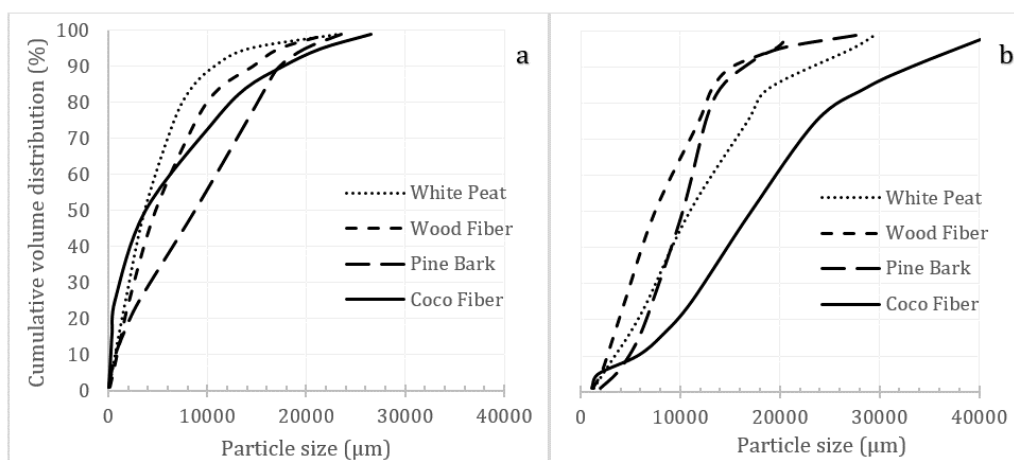 Cumulative volume distribution (%)
100
90
80
70
60
50
40
30
20
10
0
a
White Peat
Wood Fiber
Pine Bark
Coco Fiber
0 10000 20000 30000 40000
Particle size (μm)
b
White Peat
Wood Fiber
Pine Bark
Coco Fiber
0 10000 20000 30000 40000
Particle size (μm)